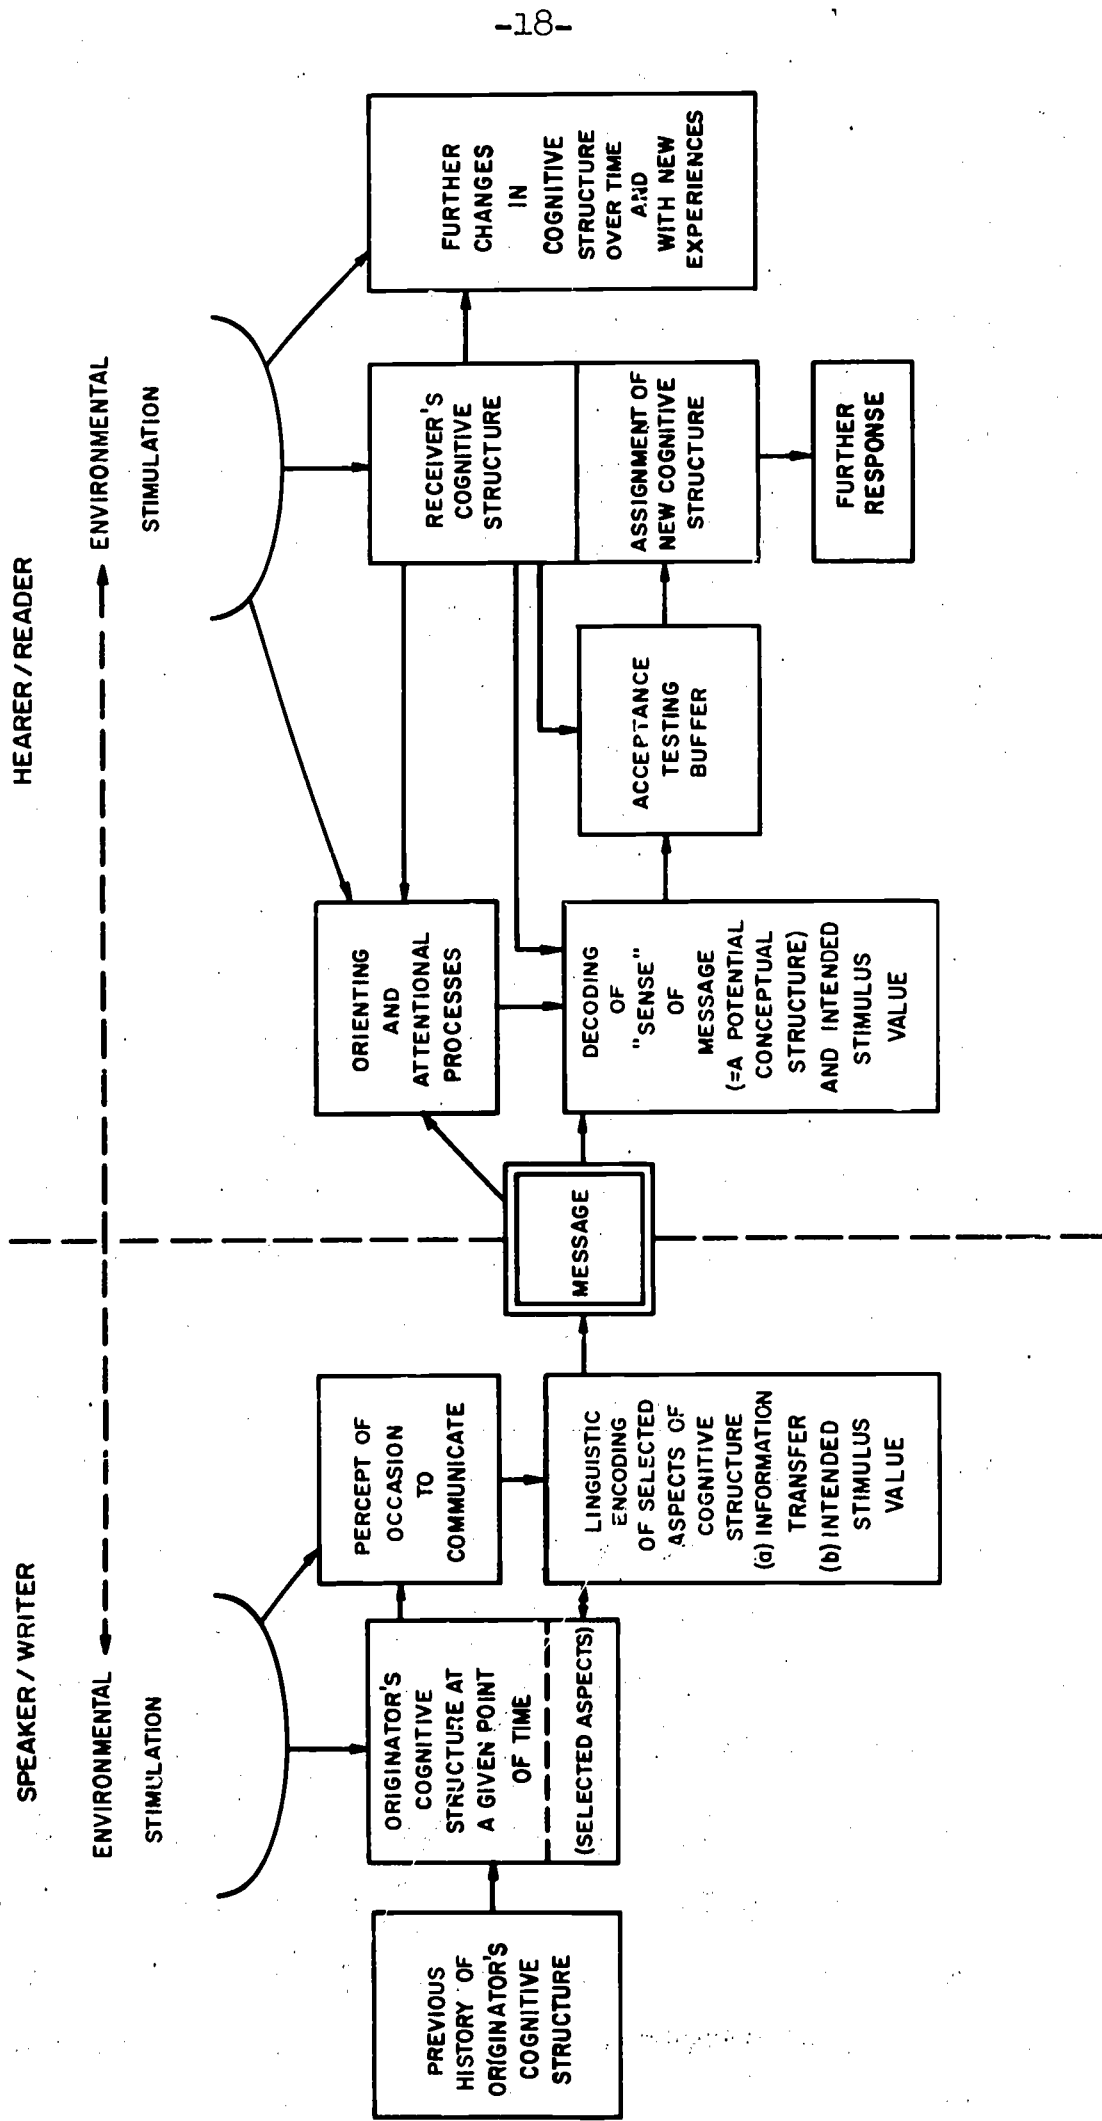 -18-
SPEAKER/WRITER
HEARER/READER
ENVIRONMENTAL
STIMULATION
ENVIRONMENTAL
STIMULATION
PREVIOUS
HISTORY OF
ORIGINATOR'S
COGNITIVE
STRUCTURE
ORIGINATOR'S
COGNITIVE
STRUCTURE AT
A GIVEN POINT
OF TIME
(SELECTED ASPECTS)
PERCEPT OF
OCCASION
TO
COMMUNICATE
LINGUISTIC
ENCODING
OF SELECTED
ASPECTS OF
COGNITIVE
STRUCTURE
(a) INFORMATION
TRANSFER
(b) INTENDED
STIMULUS
VALUE
MESSAGE
ORIENTING
AND
ATTENTIONAL
PROCESSES
DECODING
OF
"SENSE"
OF
MESSAGE
(=A POTENTIAL
CONCEPTUAL
STRUCTURE)
AND INTENDED
STIMULUS
VALUE
ACCEPTANCE
TESTING
BUFFER
RECEIVER'S
COGNITIVE
STRUCTURE
ASSIGNMENT OF
NEW COGNITIVE
STRUCTURE
FURTHER
RESPONSE
FURTHER
CHANGES
IN
COGNITIVE
STRUCTURE
OVER TIME
AND
WITH NEW
EXPERIENCES